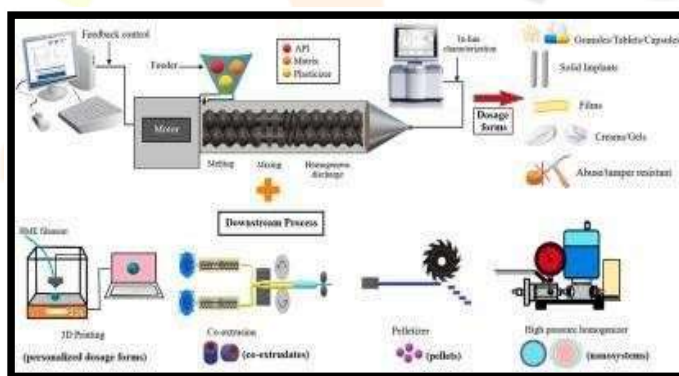 Feedback control
Feeder
API
Matrix
Plasticizer
In-line
characterization
Motor
Melting
Mixing
Homogeneous
discharge
Dosage
forms
Granules/Tablets/Capsules
Solid Implants
Films
Creams/Gels
Abuse/tamper resistant
Downstream Process
HME filament
3D Printing
(personalized dosage forms)
Co-extrusion
(co-extrudates)
Pelletizer
(pellets)
High pressure homogenizer
(nanosystems)